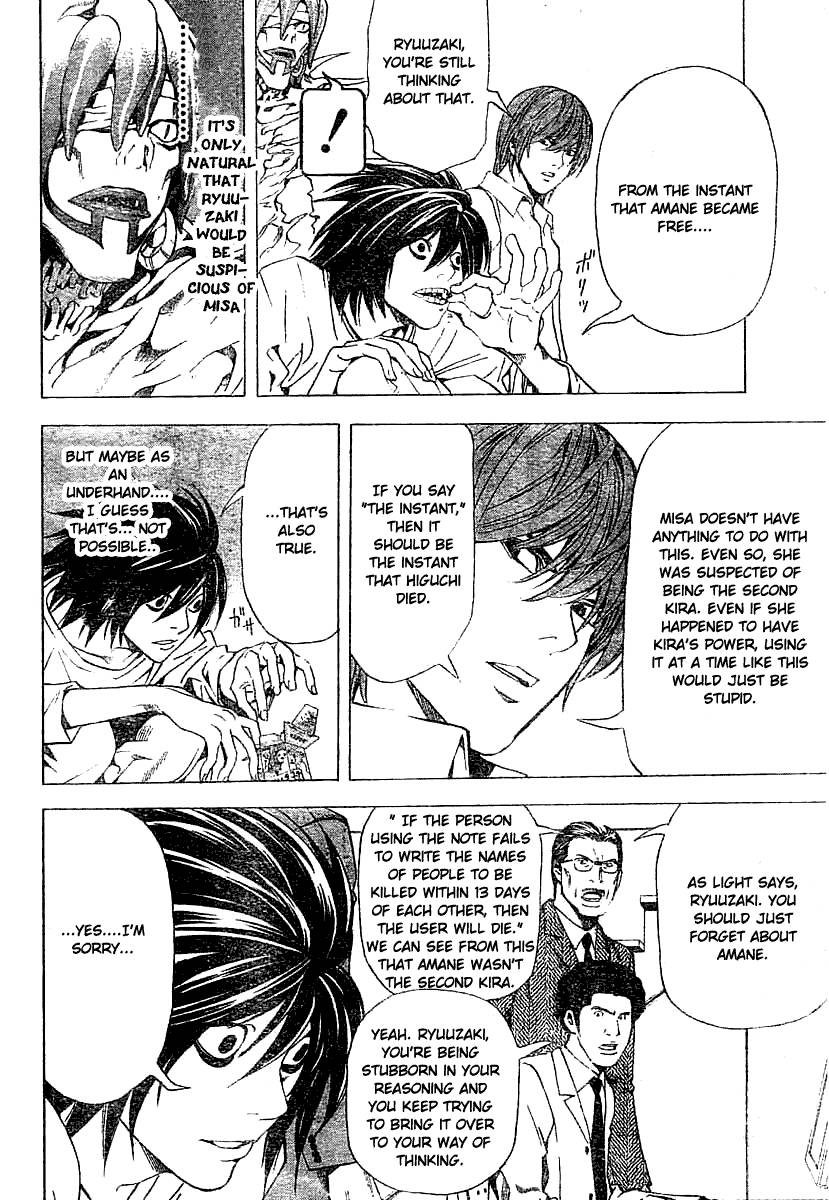 FROM THE INSTANT
THAT AMANE BECAME
FREE....
ボリッ
RYUUZAKI,
YOU'RE STILL
THINKING
ABOUT THAT.
!
IT'S
ONLY
NATURAL
THAT
RYUU-
ZAKI
WOULD
BE
SUSPI-
CIOUS OF
MISA
MISA DOESN'T HAVE
ANYTHING TO DO WITH
THIS. EVEN SO, SHE
WAS SUSPECTED OF
BEING THE SECOND
KIRA. EVEN IF SHE
HAPPENED TO HAVE
KIRA'S POWER, USING
IT AT A TIME LIKE THIS
WOULD JUST BE
STUPID.
IF YOU SAY
"THE INSTANT,"
THEN IT
SHOULD BE
THE INSTANT
THAT HIGUCHI
DIED.
...THAT'S
ALSO
TRUE.
ガサ
BUT MAYBE AS
AN
UNDERHAND....
I GUESS
THAT'S... NOT
POSSIBLE..
AS LIGHT SAYS,
RYUUZAKI. YOU
SHOULD JUST
FORGET ABOUT
AMANE.
" IF THE PERSON
USING THE NOTE FAILS
TO WRITE THE NAMES
OF PEOPLE TO BE
KILLED WITHIN 13 DAYS
OF EACH OTHER, THEN
THE USER WILL DIE."
WE CAN SEE FROM THIS
THAT AMANE WASN'T
THE SECOND KIRA.
YEAH. RYUUZAKI,
YOU'RE BEING
STUBBORN IN YOUR
REASONING AND
YOU KEEP TRYING
TO BRING IT OVER
TO YOUR WAY OF
THINKING.
...YES....I'M
SORRY...